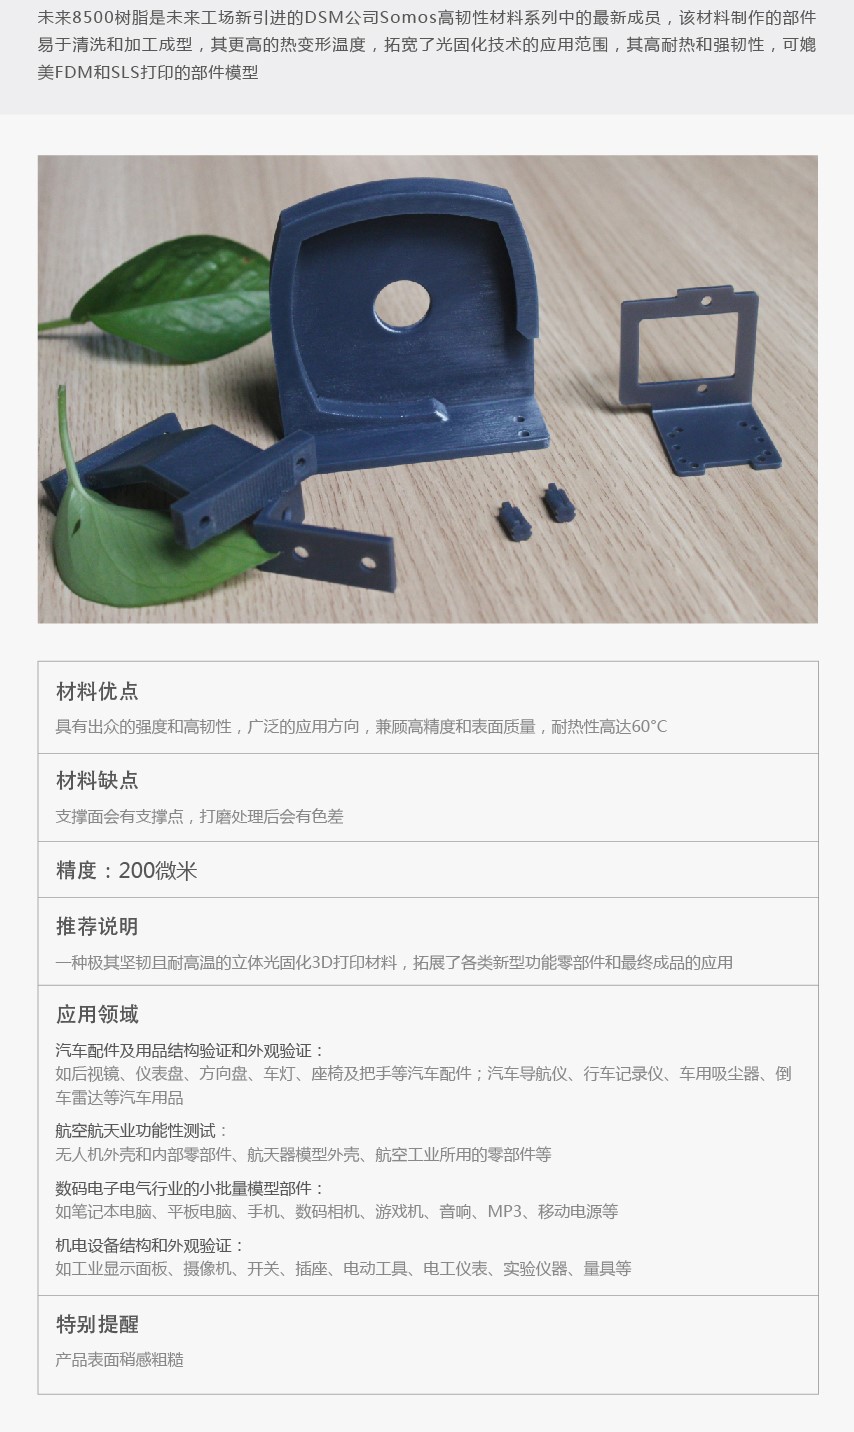 未来8500树脂是未来工场新引进的DSM公司Somos高韧性材料系列中的最新成员，该材料制作的部件
易于清洗和加工成型，其更高的热变形温度，拓宽了光固化技术的应用范围，其高耐热和强韧性，可媲
美FDM和SLS打印的部件模型
材料优点
具有出众的强度和高韧性，广泛的应用方向，兼顾高精度和表面质量，耐热性高达60°C
材料缺点
支撑面会有支撑点，打磨处理后会有色差
精度：200微米
推荐说明
一种极其坚韧且耐高温的立体光固化3D打印材料，拓展了各类新型功能零部件和最终成品的应用
应用领域
汽车配件及用品结构验证和外观验证：
如后视镜、仪表盘、方向盘、车灯、座椅及把手等汽车配件；汽车导航仪、行车记录仪、车用吸尘器、倒
车雷达等汽车用品
航空航天业功能性测试：
无人机外壳和内部零部件、航天器模型外壳、航空工业所用的零部件等
数码电子电气行业的小批量模型部件：
如笔记本电脑、平板电脑、手机、数码相机、游戏机、音响、MP3、移动电源等
机电设备结构和外观验证：
如工业显示面板、摄像机、开关、插座、电动工具、电工仪表、实验仪器、量具等
特别提醒
产品表面稍感粗糙